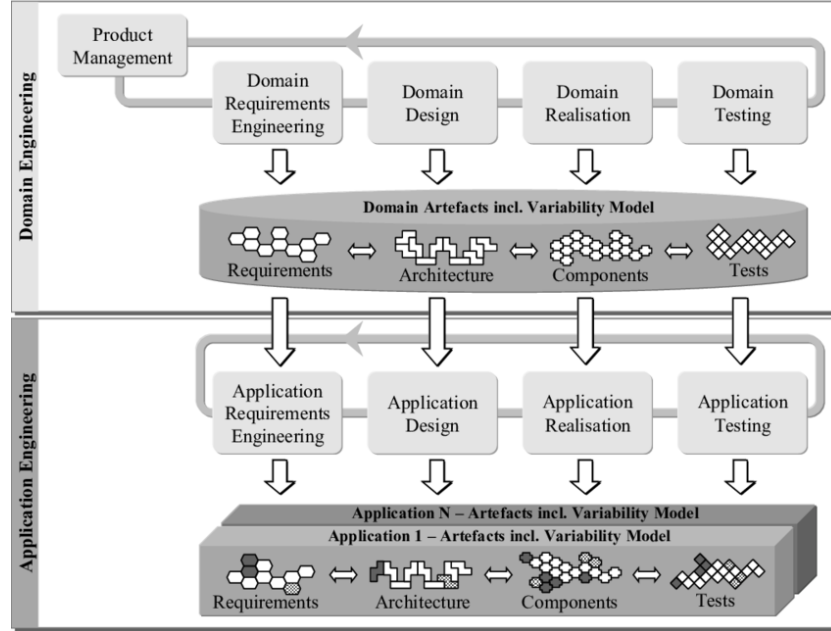 Product
Management
Domain
Requirements
Engineering
Domain
Design
Domain
Realisation
Domain
Testing
Domain Engineering
Domain Artefacts incl. Variability Model
Requirements
Architecture
Components
Tests
Application Engineering
Application
Requirements
Engineering
Application
Design
Application
Realisation
Application
Testing
Application N – Artefacts incl. Variability Model
Application 1 – Artefacts incl. Variability Model
Requirements
Architecture
Components
Tests